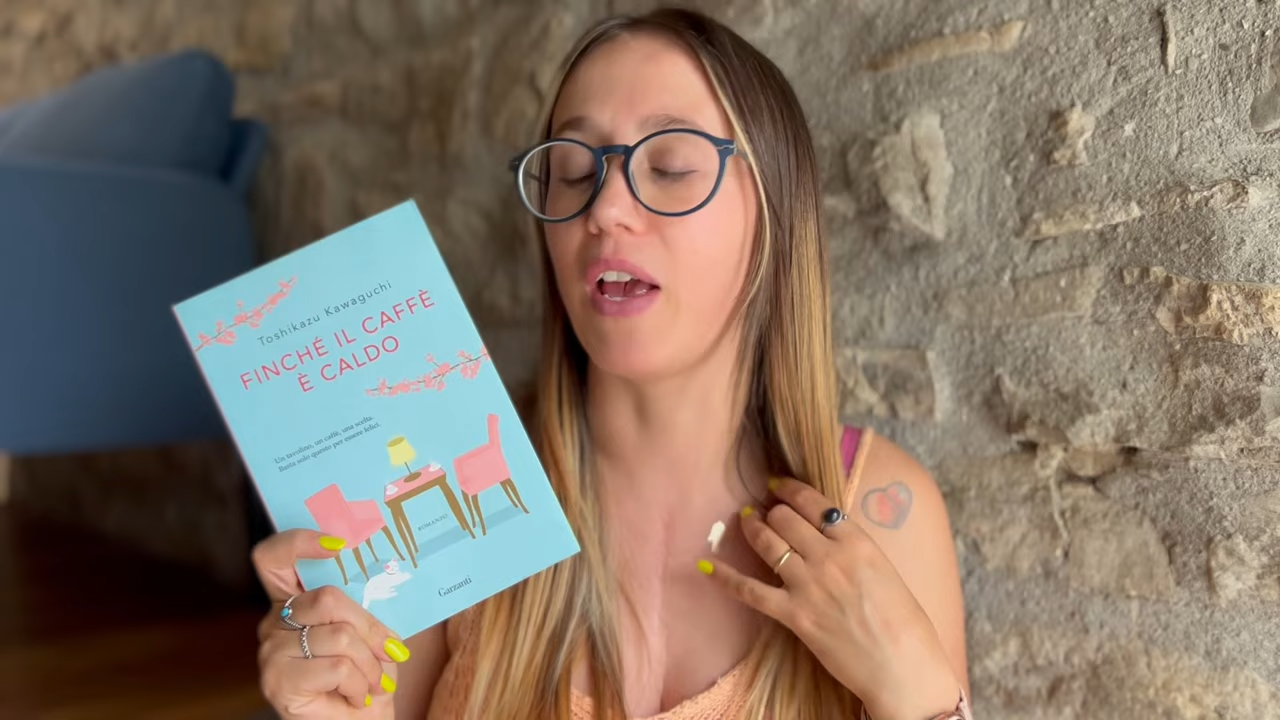 Toshikazu Kawaguchi
FINCHÉ IL CAFFÈ
È CALDO
Un tavolino, un caffè, una scelta.
Basta solo questo per essere felici.
ROMANZO
Garzanti